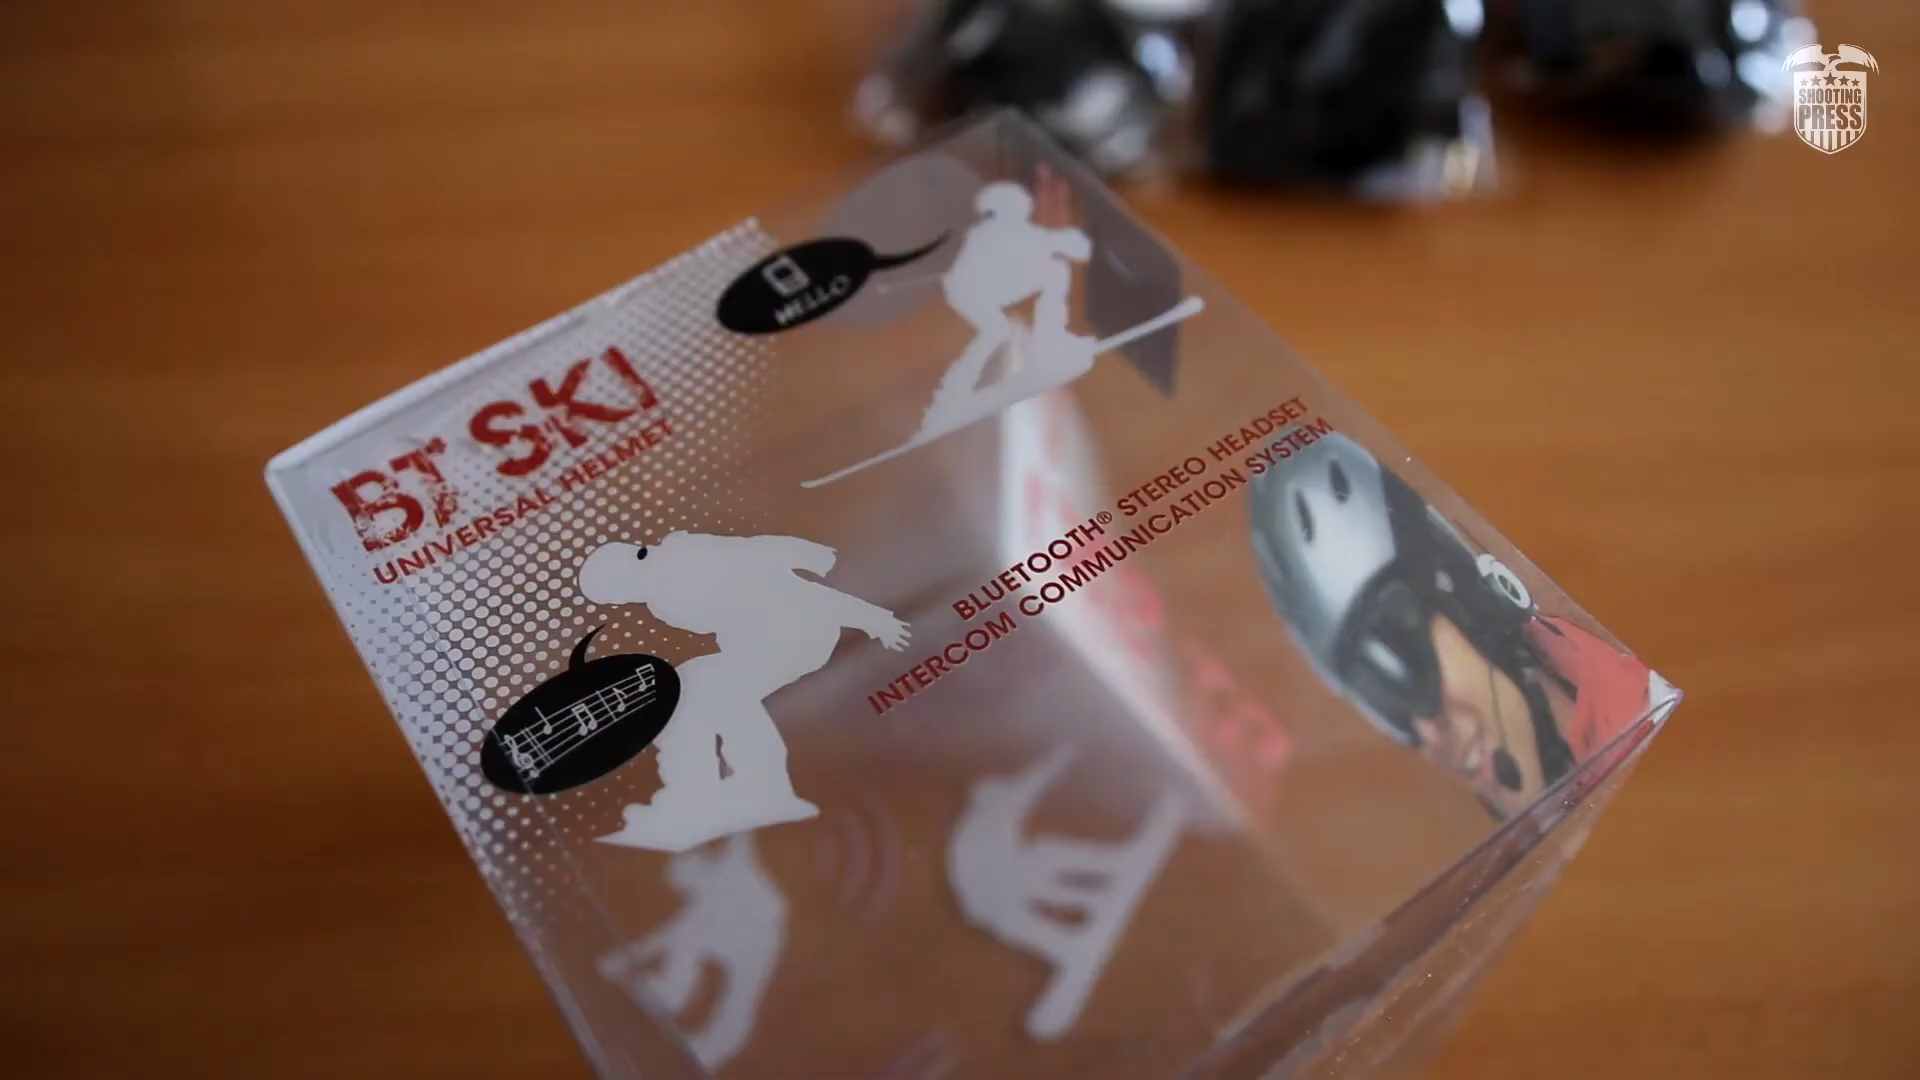 SHOOTING
PRESS
HELLO
BT SKI
UNIVERSAL HELMET
BLUETOOTH® STEREO HEADSET
INTERCOM COMMUNICATION SYSTEM